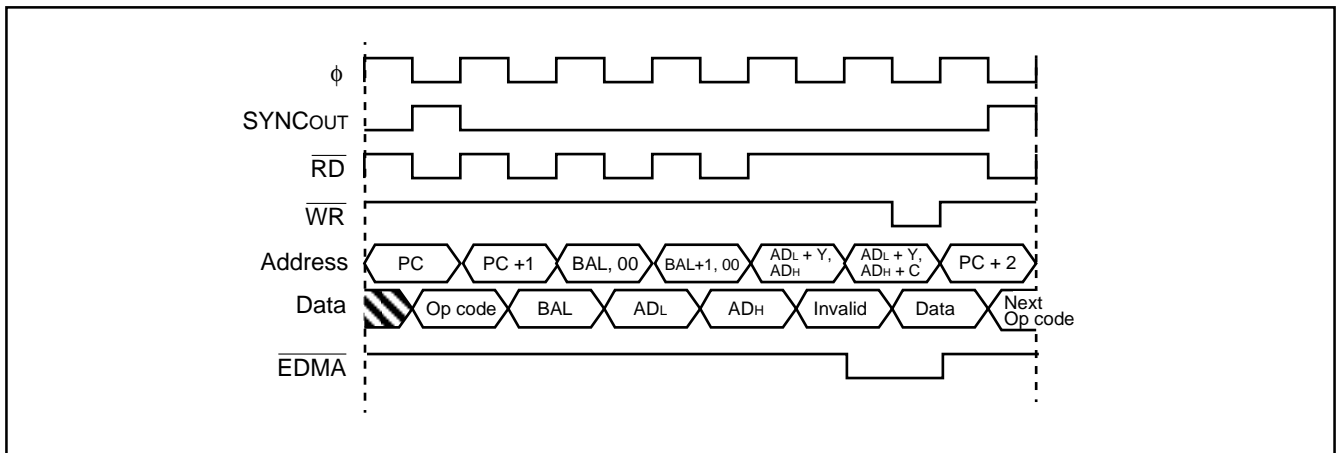 ϕ
SYNCOUT
RD
WR
Address PC PC +1 BAL, 00 BAL+1, 00 ADL + Y, ADH ADL + Y, ADH + C PC + 2
Data Op code BAL ADL ADH Invalid Data Next Op code
EDMA